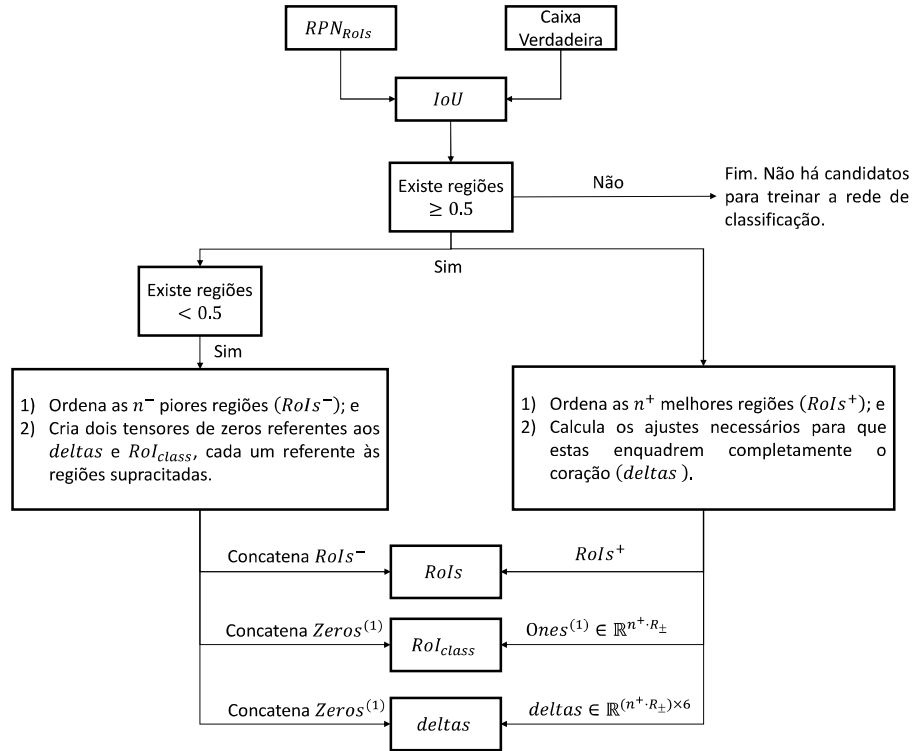 RPN_RoIs
Caixa
Verdadeira
IoU
Existe regiões
≥ 0.5
Não
Fim. Não há candidatos
para treinar a rede de
classificação.
Sim
Existe regiões
< 0.5
Sim
1) Ordena as n⁻ piores regiões (RoIs⁻); e
2) Cria dois tensores de zeros referentes aos
deltas e RoI_class, cada um referente às
regiões supracitadas.
1) Ordena as n⁺ melhores regiões (RoIs⁺); e
2) Calcula os ajustes necessários para que
estas enquadrem completamente o
coração (deltas ).
Concatena RoIs⁻
RoIs
RoIs⁺
Concatena Zeros⁽¹⁾
RoI_class
Ones⁽¹⁾ ∈ ℝ^{n⁺·R_±}
Concatena Zeros⁽¹⁾
deltas
deltas ∈ ℝ^{(n⁺·R_±)×6}